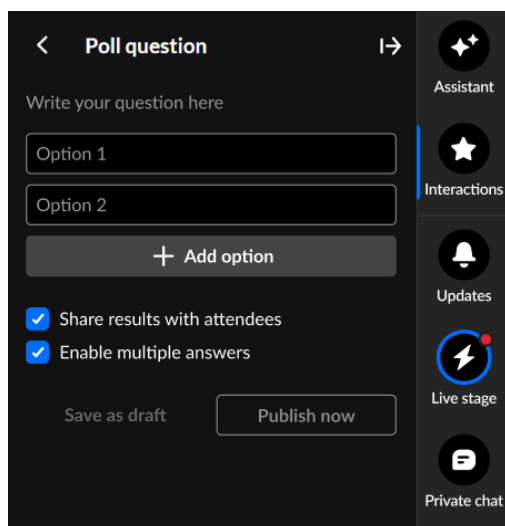 Poll question
Write your question here
Option 1
Option 2
Add option
Share results with attendees
Enable multiple answers
Save as draft
Publish now
Assistant
Interactions
Updates
Live stage
Private chat